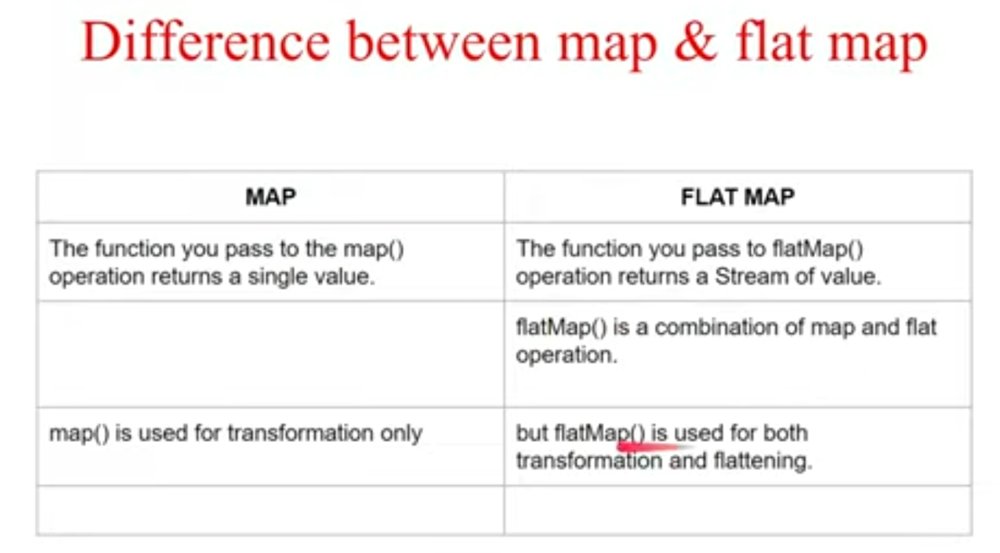 Difference between map & flat map
MAP
FLAT MAP
The function you pass to the map()
operation returns a single value.
The function you pass to flatMap()
operation returns a Stream of value.
flatMap() is a combination of map and flat
operation.
map() is used for transformation only
but flatMap() is used for both
transformation and flattening.